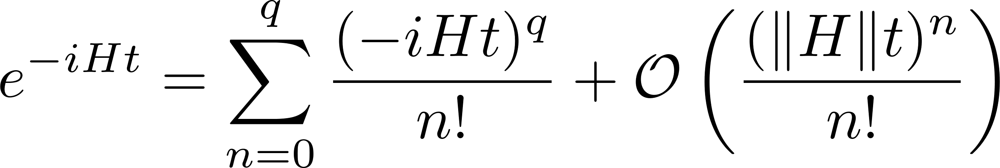 e^{-iHt} = \sum_{n=0}^{q} \frac{(-iHt)^q}{n!} + \mathcal{O}\left(\frac{(\|H\|t)^n}{n!}\right)